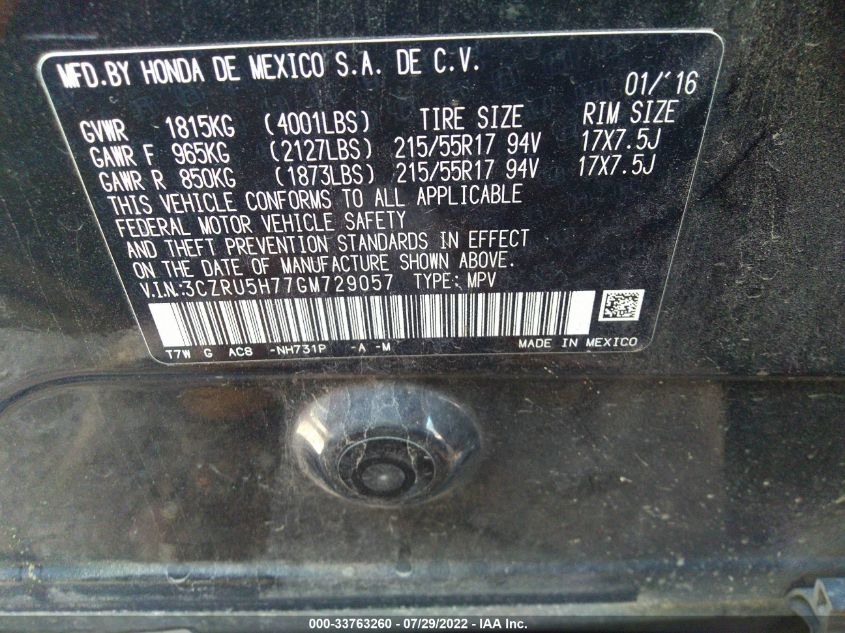 MFD.BY HONDA DE MEXICO S.A. DE C.V.
01/'16
GVWR 1815KG (4001LBS) TIRE SIZE RIM SIZE
GAWR F 965KG (2127LBS) 215/55R17 94V 17X7.5J
GAWR R 850KG (1873LBS) 215/55R17 94V 17X7.5J
THIS VEHICLE CONFORMS TO ALL APPLICABLE
FEDERAL MOTOR VEHICLE SAFETY
AND THEFT PREVENTION STANDARDS IN EFFECT
ON THE DATE OF MANUFACTURE SHOWN ABOVE.
V.I.N:3CZRU5H77GM729057 TYPE: MPV
T7W G AC8 -NH731P -A -M MADE IN MEXICO
000-33763260 - 07/29/2022 - IAA Inc.